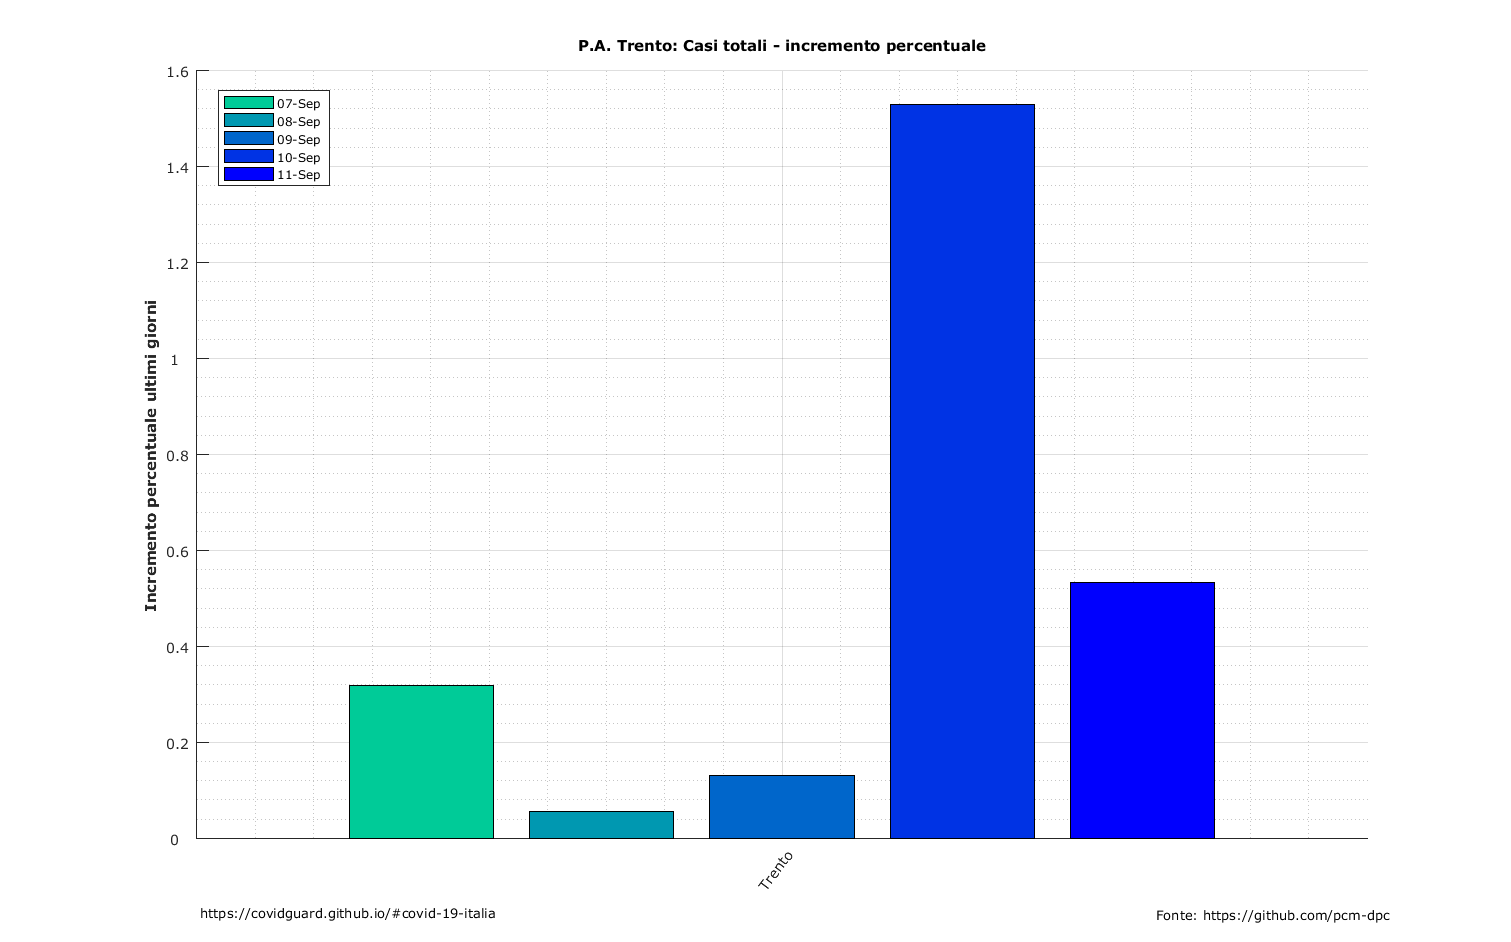 P.A. Trento: Casi totali - incremento percentuale
1.6
1.4
1.2
1
0.8
0.6
0.4
0.2
0
Incremento percentuale ultimi giorni
07-Sep
08-Sep
09-Sep
10-Sep
11-Sep
Trento
https://covidguard.github.io/#covid-19-italia
Fonte: https://github.com/pcm-dpc